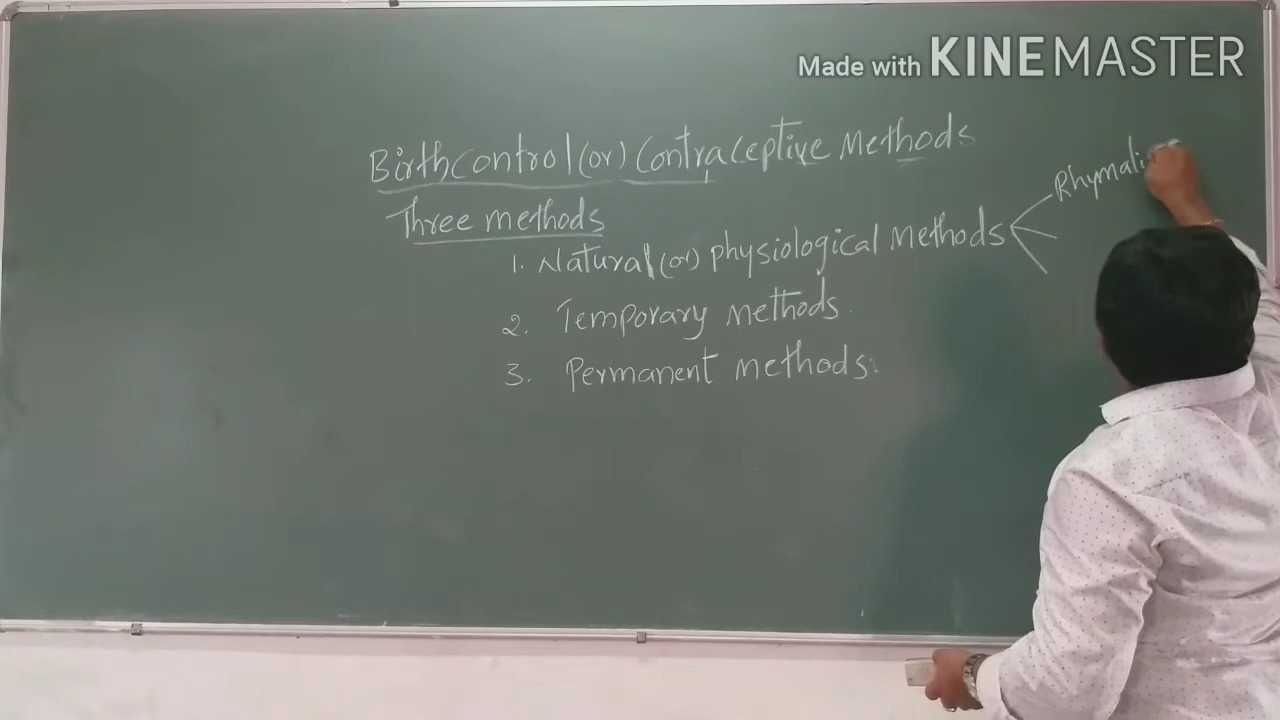 Made with KINEMASTER
Birthcontrol (or) Contraceptive Methods
Three methods
1. Natural (or) physiological Methods
Rhymali
2. Temporary methods.
3. Permanent methods.